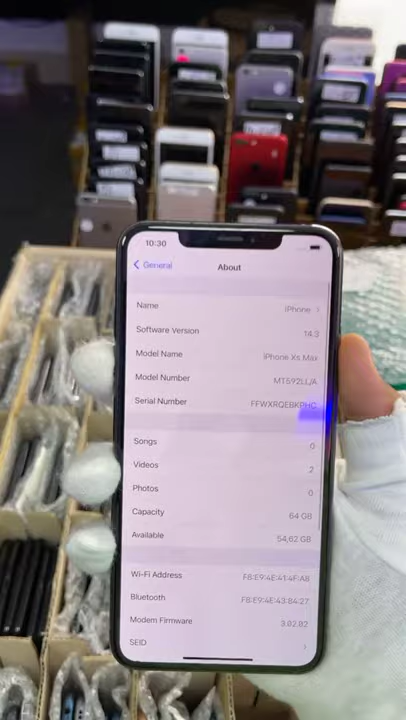 10:30
General
About
Name iPhone
Software Version 14.3
Model Name iPhone Xs Max
Model Number MT592LL/A
Serial Number FFWXRQEBKPHC
Songs 0
Videos 2
Photos 0
Capacity 64 GB
Available 54,62 GB
Wi-Fi Address F8:E9:4E:41:4F:A8
Bluetooth F8:E9:4E:43:84:27
Modem Firmware 3.02.02
SEID